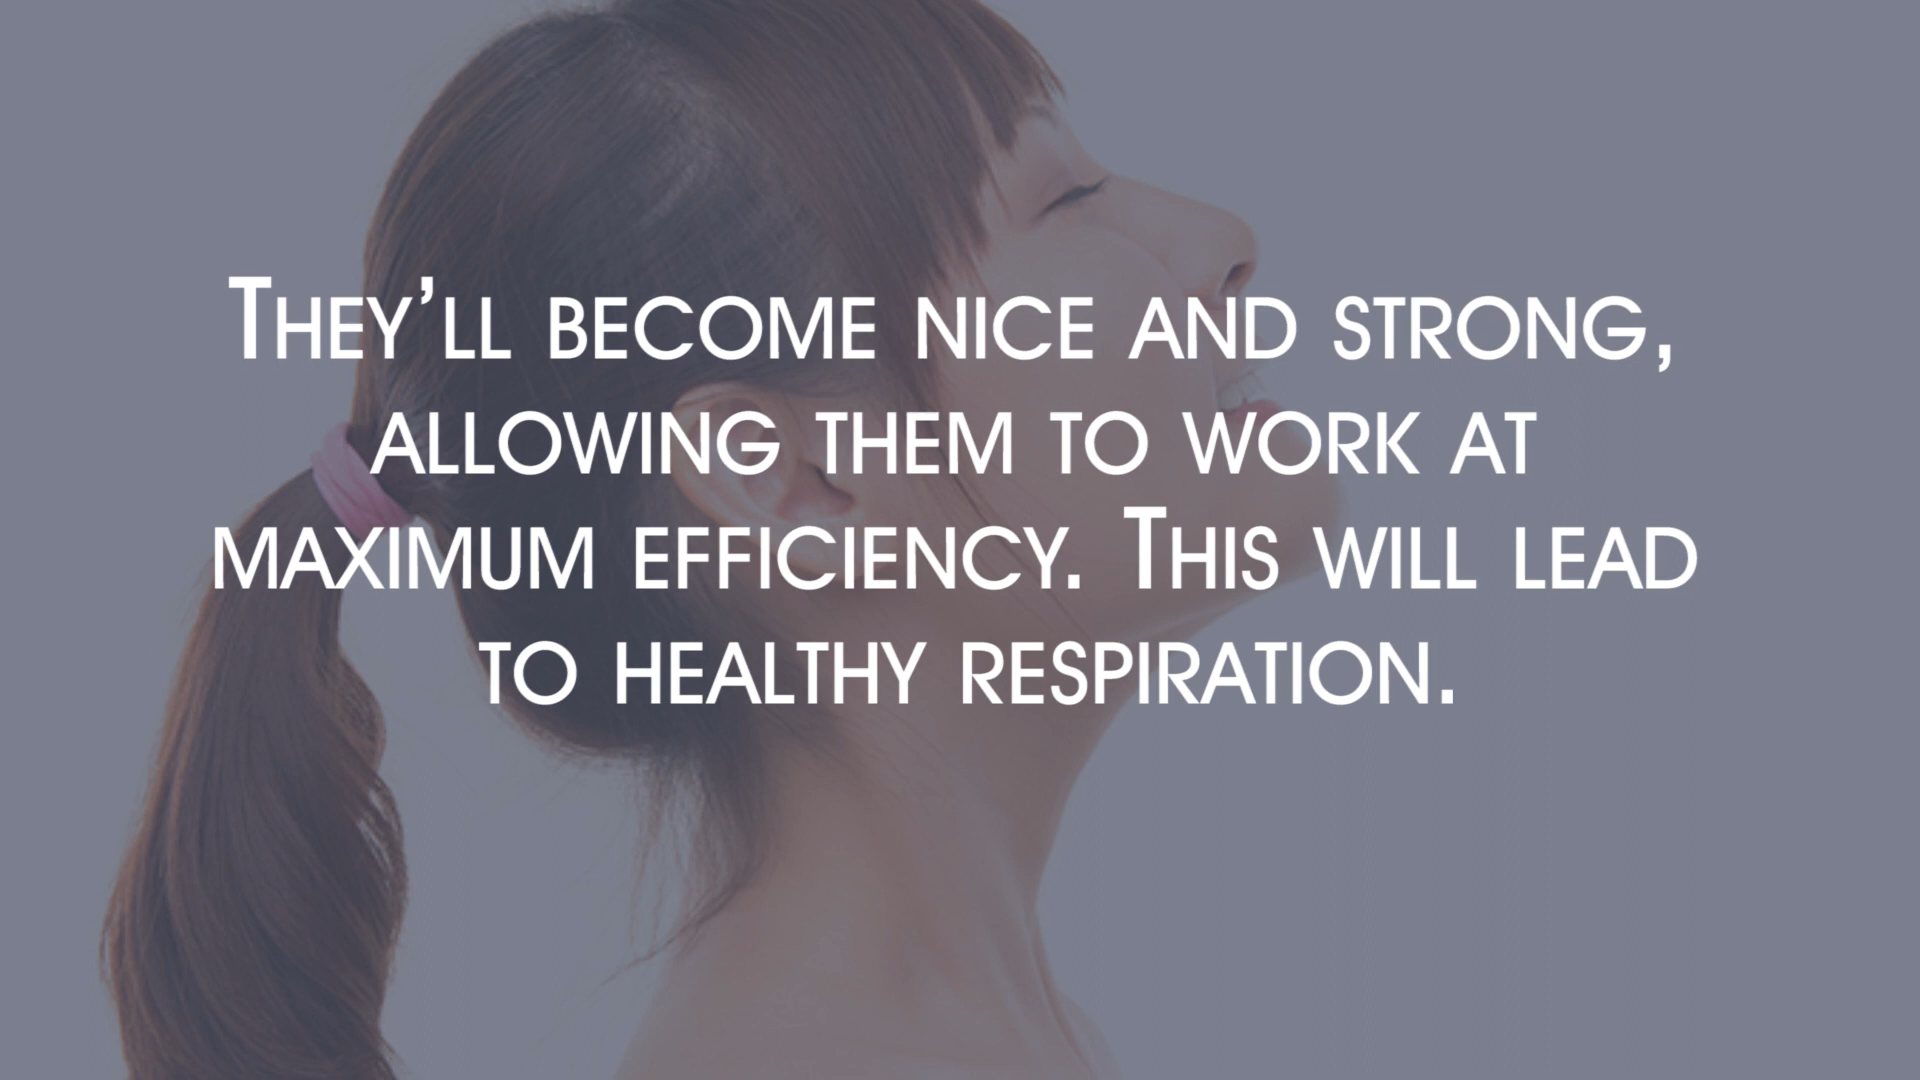 They'll become nice and strong,
allowing them to work at
maximum efficiency. This will lead
to healthy respiration.